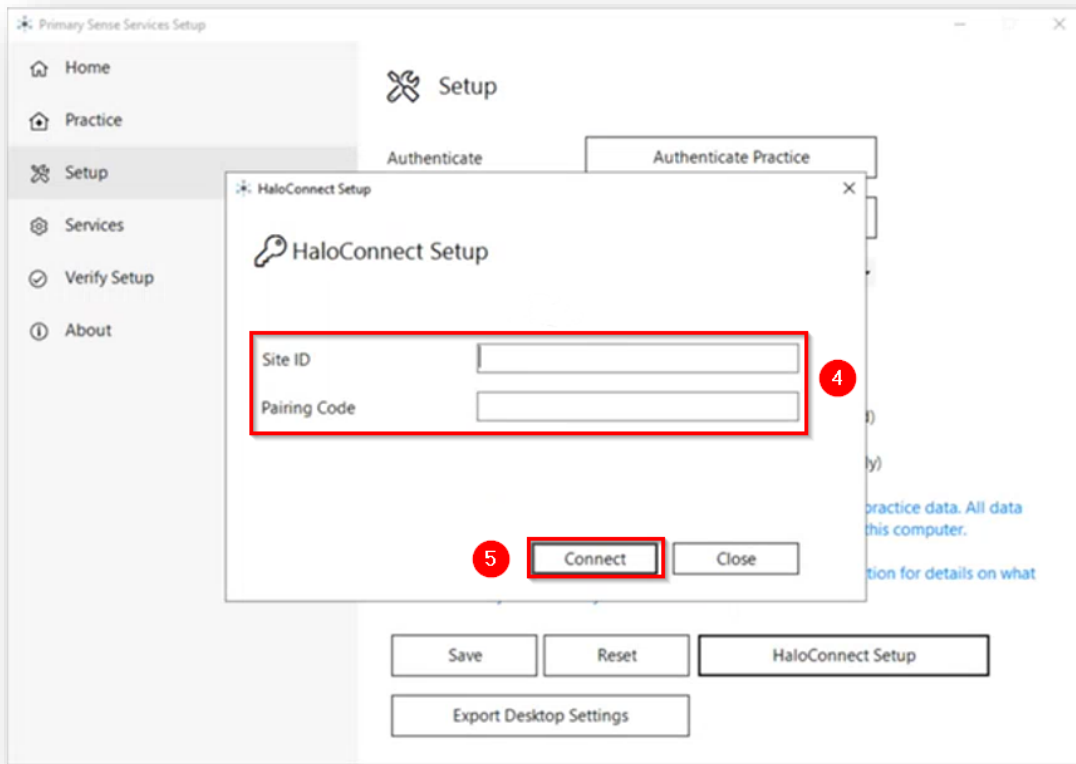 Primary Sense Services Setup
Home
Practice
Setup
Services
Verify Setup
About
Setup
Authenticate
Authenticate Practice
HaloConnect Setup
HaloConnect Setup
Site ID
Pairing Code
4
5
Connect
Close
practice data. All data
this computer.
for details on what
Save
Reset
HaloConnect Setup
Export Desktop Settings